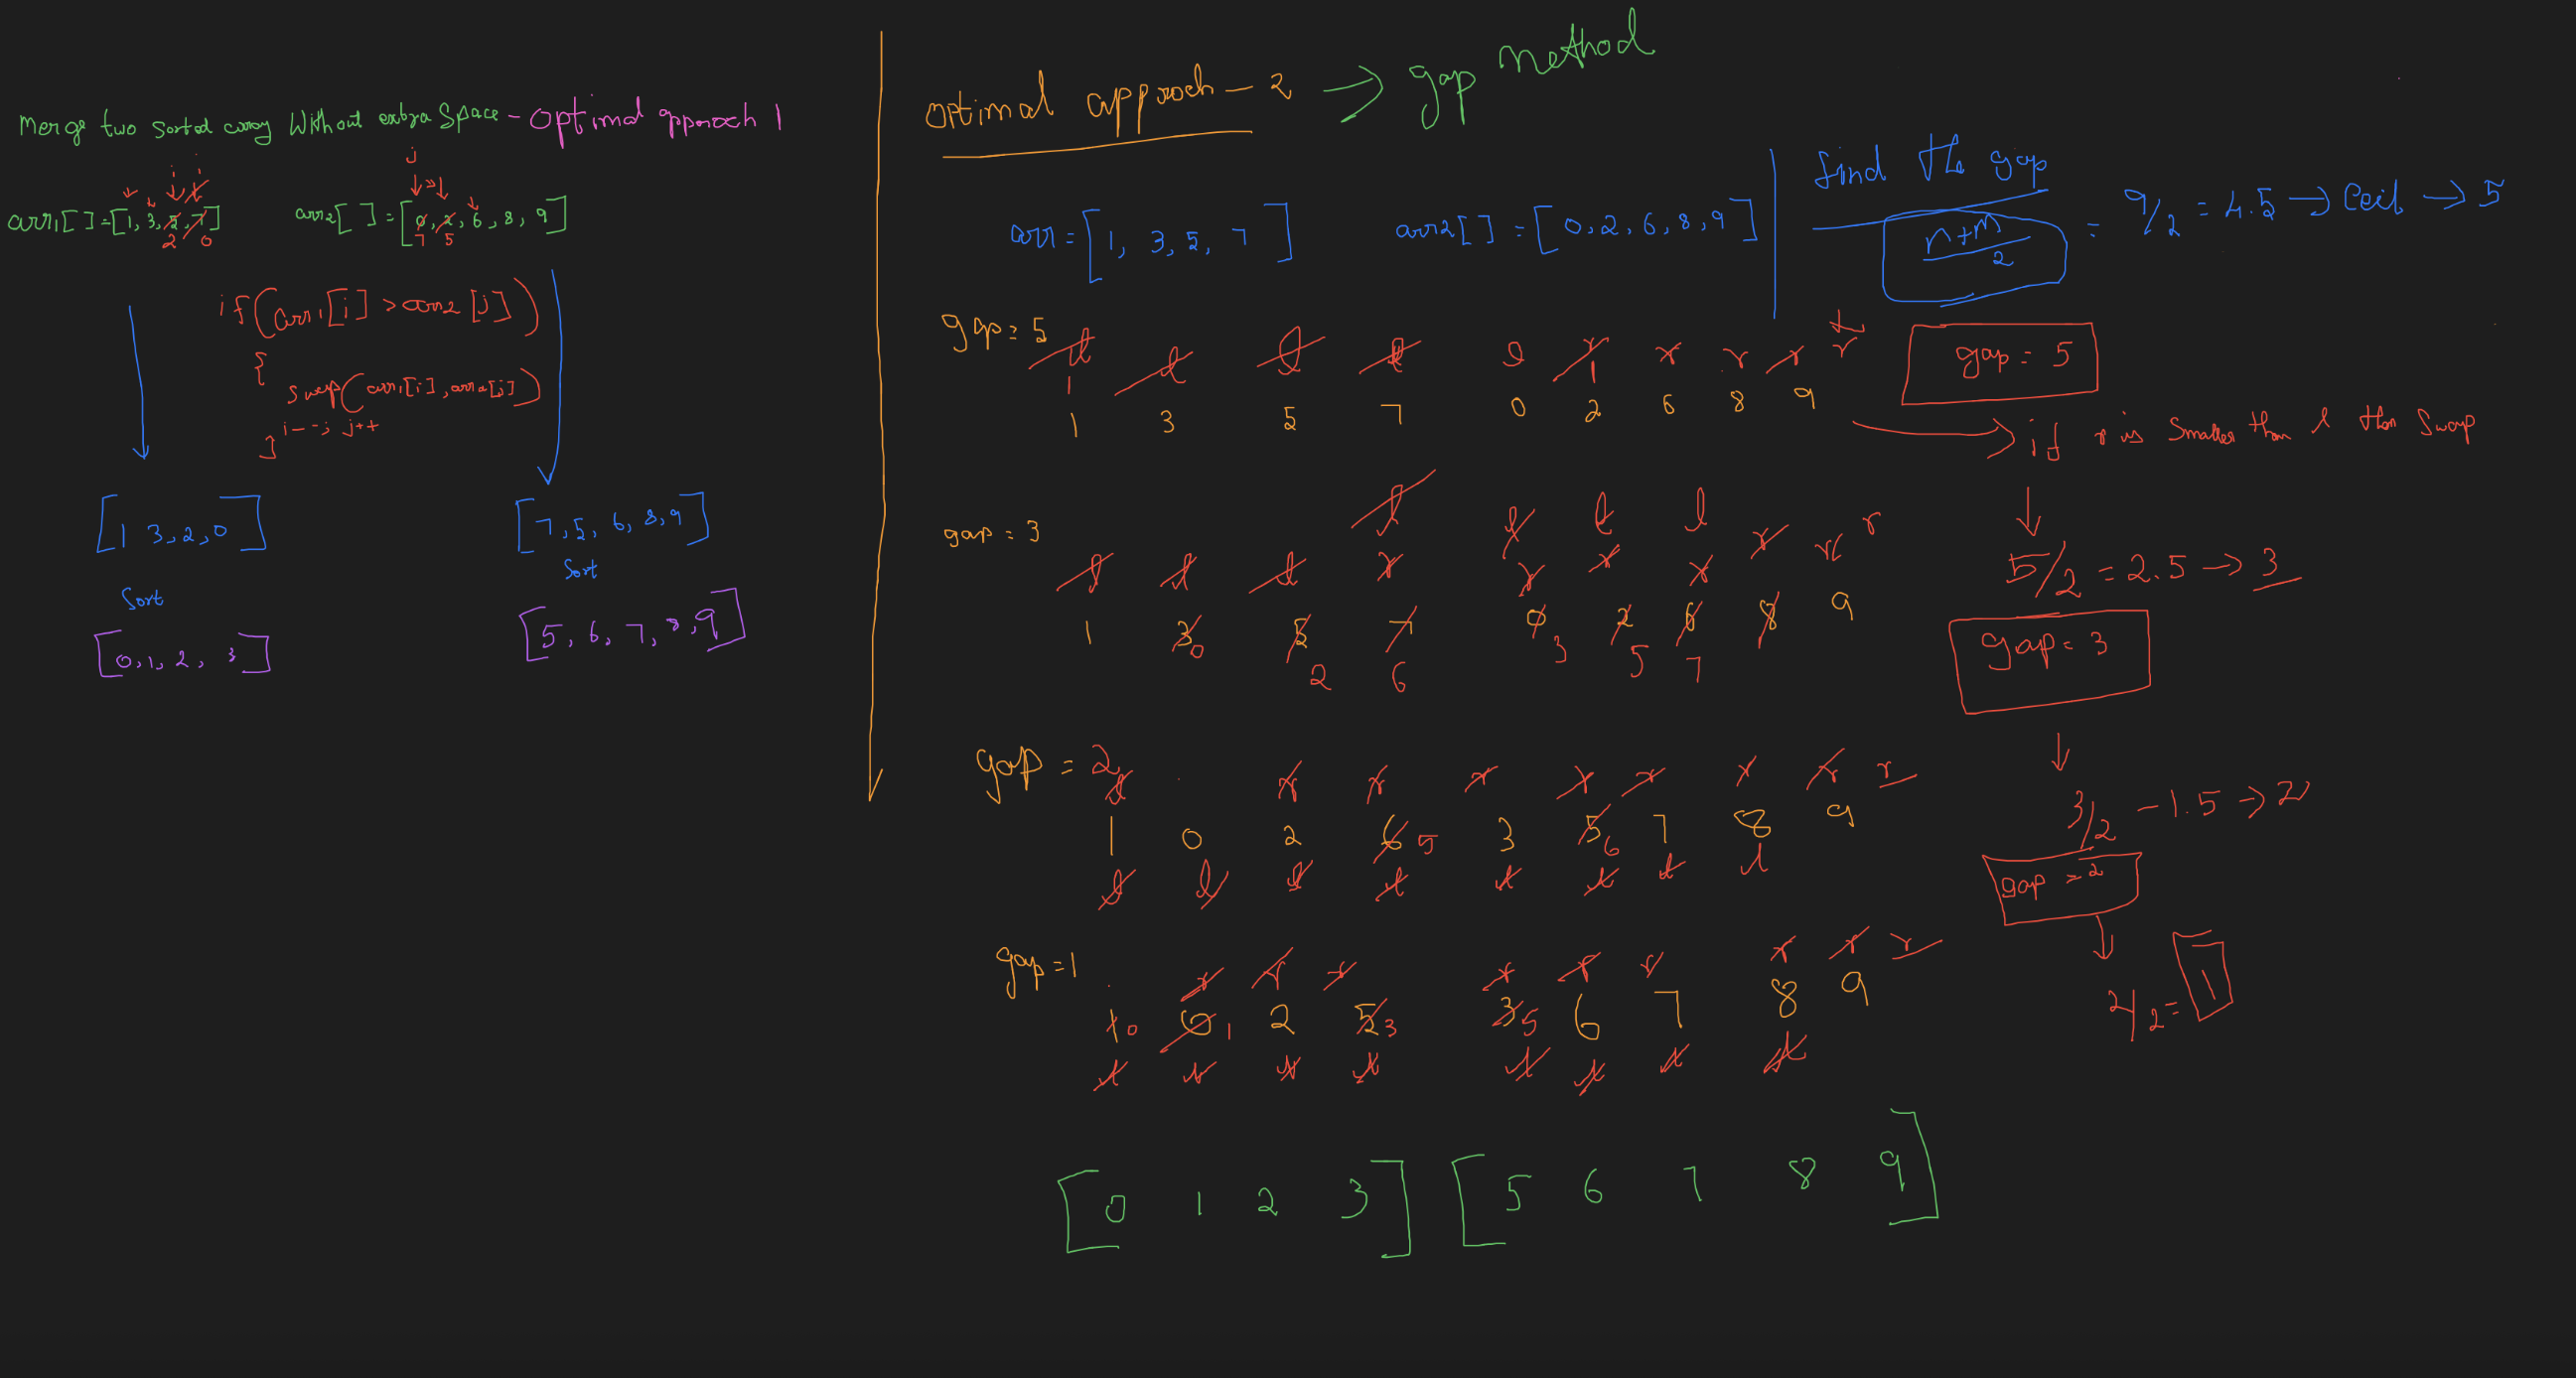 Merge two sorted array without extra space - optimal approach 1
j
i i
arr1[]=[1, 3, 5, 7]
2 0
arr2[]=[0, 2, 6, 8, 9]
7 5
if(arr1[i] > arr2[j])
{
swap(arr1[i], arr2[j])
i--; j++
}
[1 3, 2, 0]
[7, 5, 6, 8, 9]
sort
sort
[0, 1, 2, 3]
[5, 6, 7, 8, 9]
optimal approch - 2 → gap method
arr = [1, 3, 5, 7]
arr2[] = [0, 2, 6, 8, 9]
find the gap
n+m/2 = 9/2 = 4.5 → Ceil → 5
gap = 5
l l l l l r r r r r
1 3 5 7 0 2 6 8 9
gap = 5
if r is smaller than l then swap
5/2 = 2.5 → 3
gap = 3
l l l l
l l l r r r r r r r
1 3 5 7 0 2 6 8 9
0 2 6 3 5 7
gap = 3
3/2 - 1.5 → 2
gap = 2
gap = 2
l r r r r r r r r
1 0 2 6 5 3 5 6 7 8 9
l l l l l l l l
2/2 = 1
gap = 1
r r r r r r r r r
1 0 0 1 2 5 3 3 5 6 7 8 9
l l l l l l l l
[0 1 2 3] [5 6 7 8 9]